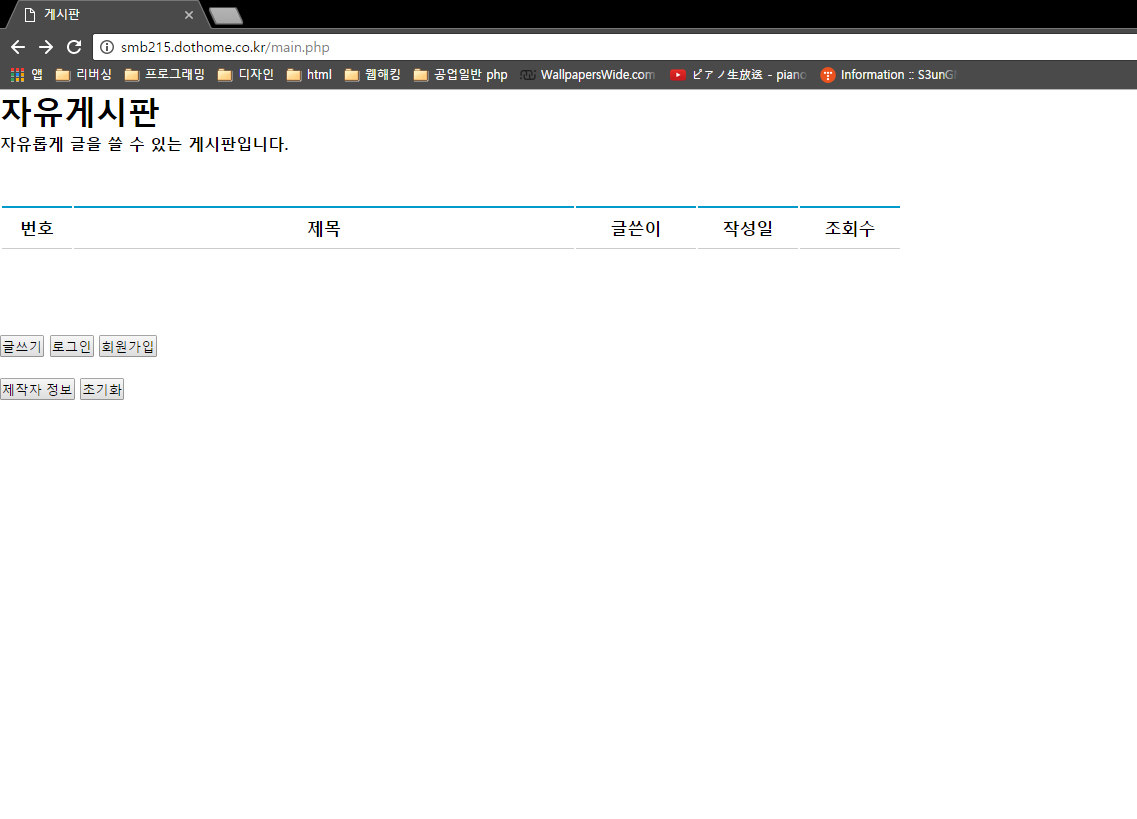 게시판
smb215.dothome.co.kr/main.php
앱 리버싱 프로그래밍 디자인 html 웹해킹 공업일반 php WallpapersWide.com ピアノ生放送 - piano Information :: S3unG
자유게시판
자유롭게 글을 쓸 수 있는 게시판입니다.
번호 제목 글쓴이 작성일 조회수
글쓰기 로그인 회원가입
제작자 정보 초기화